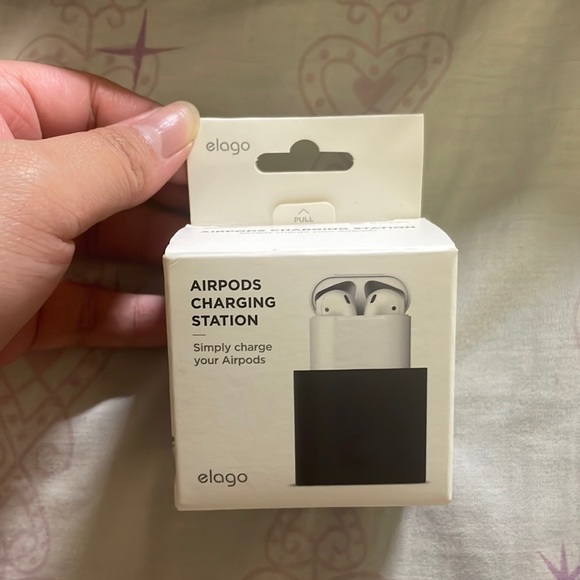 elago
PULL
AIRPODS CHARGING STATION
AIRPODS
CHARGING
STATION
Simply charge
your Airpods
elago